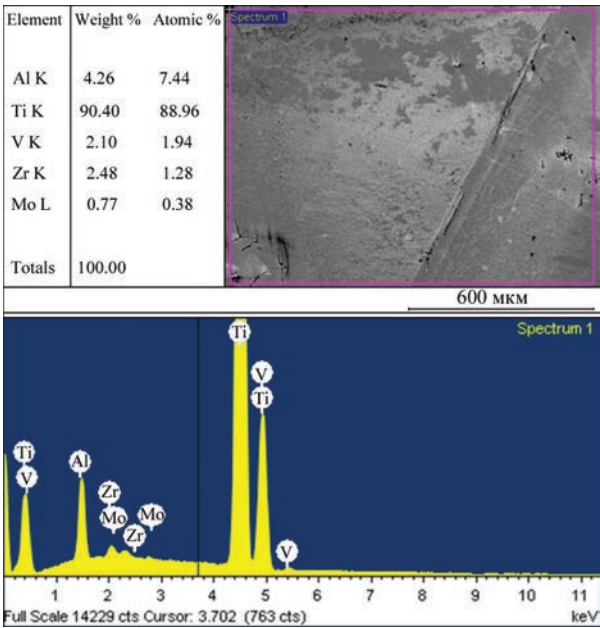 Element Weight % Atomic %
Al K 4.26 7.44
Ti K 90.40 88.96
V K 2.10 1.94
Zr K 2.48 1.28
Mo L 0.77 0.38
Totals 100.00
Spectrum 1
600 мкм
Spectrum 1
Ti
V
Ti
Ti
V
Al
Zr
Mo
Mo
Zr
V
1 2 3 4 5 6 7 8 9 10 11
Full Scale 14229 cts Cursor: 3.702 (763 cts) keV